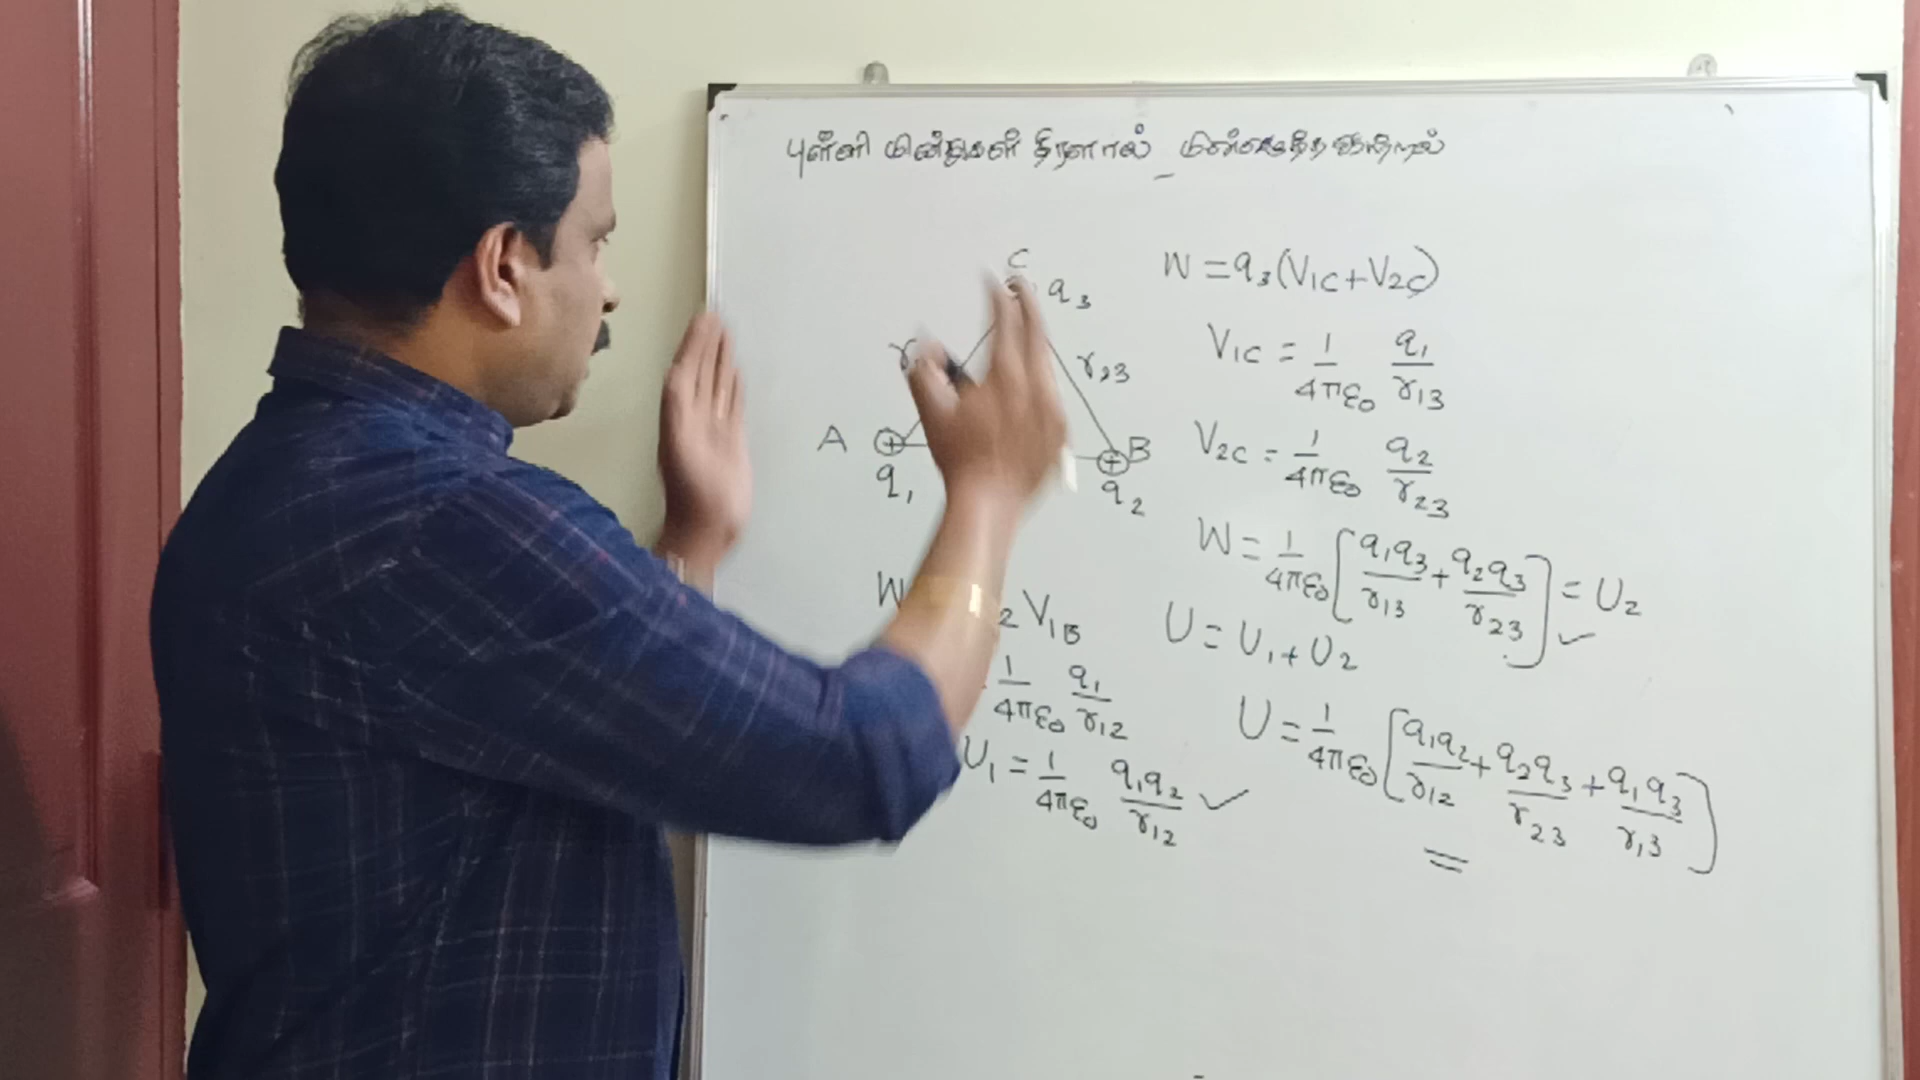 புள்ளி மின்துகள் திரளால் மின்னழுத்த ஆற்றல்
C
q₃
r
r₂₃
A
B
q₁
q₂
W = q₃(V₁C + V₂C)
V₁C = 1/4πε₀ q₁/r₁₃
V₂C = 1/4πε₀ q₂/r₂₃
W = 1/4πε₀ [q₁q₃/r₁₃ + q₂q₃/r₂₃] = U₂ ✓
U = U₁ + U₂
U = 1/4πε₀ [q₁q₂/r₁₂ + q₂q₃/r₂₃ + q₁q₃/r₁₃]
=
W ₂V₁B
1/4πε₀ q₁/r₁₂
U₁ = 1/4πε₀ q₁q₂/r₁₂ ✓